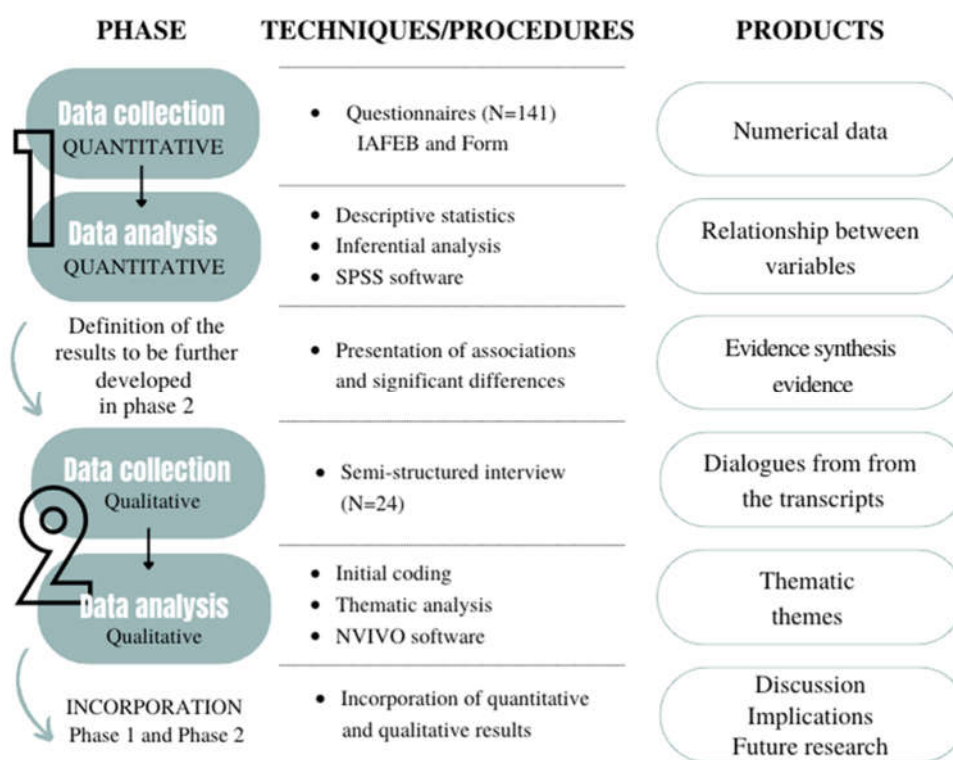 PHASE TECHNIQUES/PROCEDURES PRODUCTS
1
Data collection
QUANTITATIVE
• Questionnaires (N=141)
IAFEB and Form
Numerical data
Data analysis
QUANTITATIVE
• Descriptive statistics
• Inferential analysis
• SPSS software
Relationship between
variables
Definition of the
results to be further
developed
in phase 2
• Presentation of associations
and significant differences
Evidence synthesis
evidence
2
Data collection
Qualitative
• Semi-structured interview
(N=24)
Dialogues from from
the transcripts
Data analysis
Qualitative
• Initial coding
• Thematic analysis
• NVIVO software
Thematic
themes
INCORPORATION
Phase 1 and Phase 2
• Incorporation of quantitative
and qualitative results
Discussion
Implications
Future research